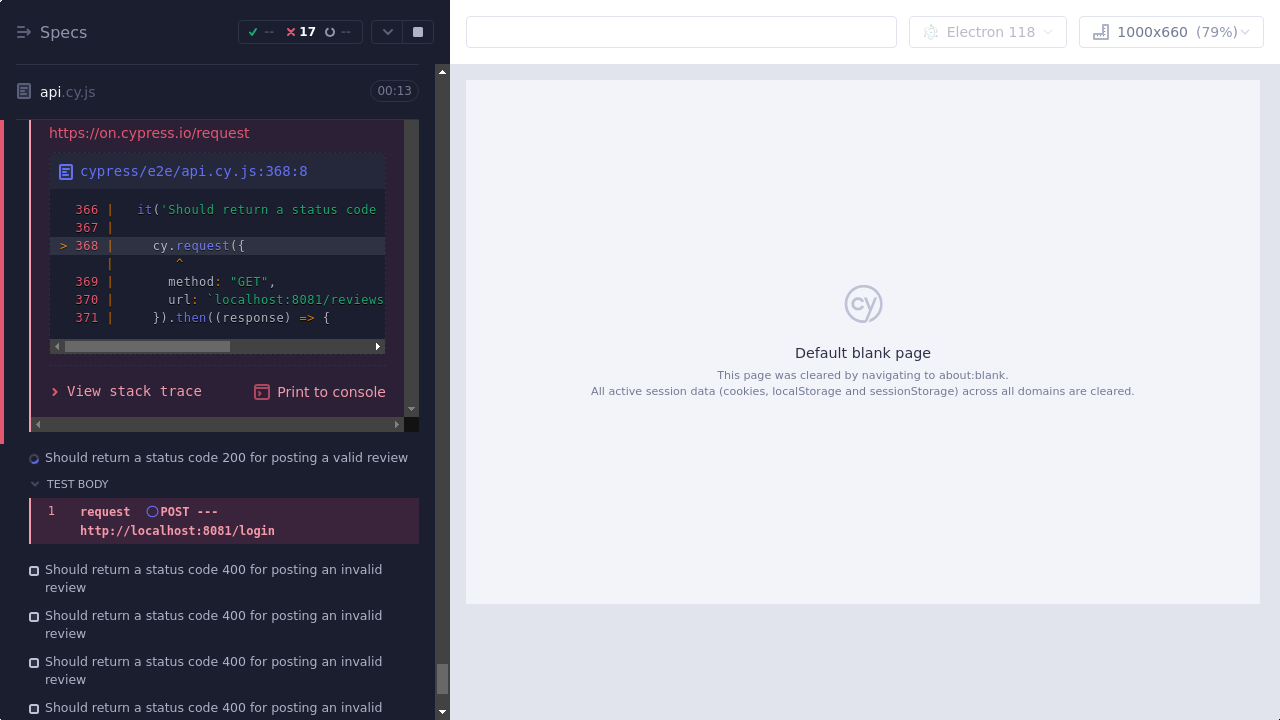 Specs
--
17
--
Electron 118
1000x660 (79%)
api.cy.js
00:13
https://on.cypress.io/request
cypress/e2e/api.cy.js:368:8
366 |   it('Should return a status code
367 |
> 368 |     cy.request({
|        ^
369 |       method: "GET",
370 |       url: `localhost:8081/reviews
371 |     }).then((response) => {
View stack trace
Print to console
Should return a status code 200 for posting a valid review
TEST BODY
1 request POST ---
http://localhost:8081/login
Should return a status code 400 for posting an invalid
review
Should return a status code 400 for posting an invalid
review
Should return a status code 400 for posting an invalid
review
Should return a status code 400 for posting an invalid
cy
Default blank page
This page was cleared by navigating to about:blank.
All active session data (cookies, localStorage and sessionStorage) across all domains are cleared.